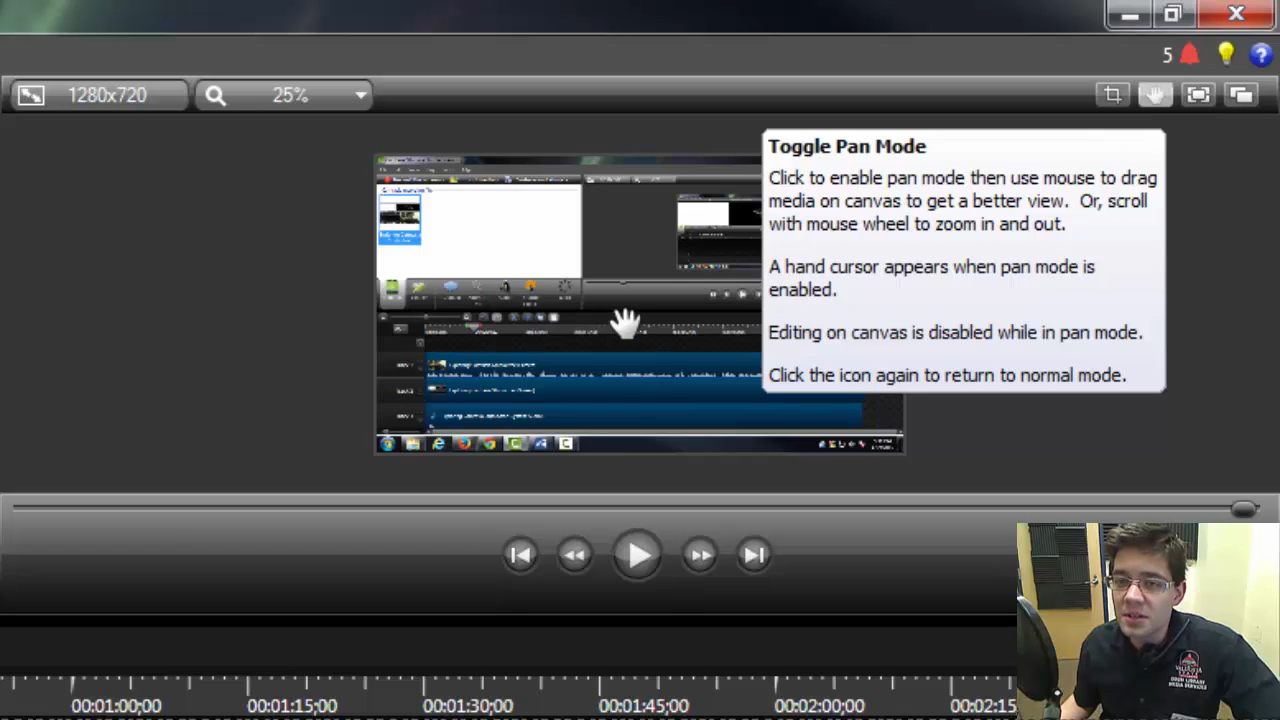 5
1280x720
25%
Toggle Pan Mode
Click to enable pan mode then use mouse to drag
media on canvas to get a better view. Or, scroll
with mouse wheel to zoom in and out.
A hand cursor appears when pan mode is
enabled.
Editing on canvas is disabled while in pan mode.
Click the icon again to return to normal mode.
00:01:00;00
00:01:15;00
00:01:30;00
00:01:45;00
00:02:00;00
00:02:15